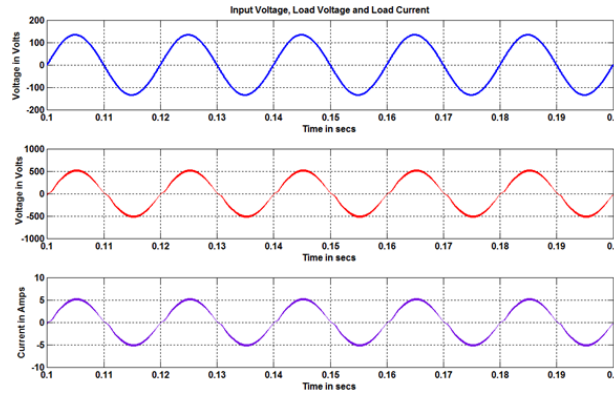 Input Voltage, Load Voltage and Load Current
Voltage in Volts
200
100
0
-100
-200
0.1 0.11 0.12 0.13 0.14 0.15 0.16 0.17 0.18 0.19 0.
Time in secs
Voltage in Volts
1000
500
0
-500
-1000
0.1 0.11 0.12 0.13 0.14 0.15 0.16 0.17 0.18 0.19 0.
Time in secs
Current in Amps
10
5
0
-5
-10
0.1 0.11 0.12 0.13 0.14 0.15 0.16 0.17 0.18 0.19 0.
Time in secs